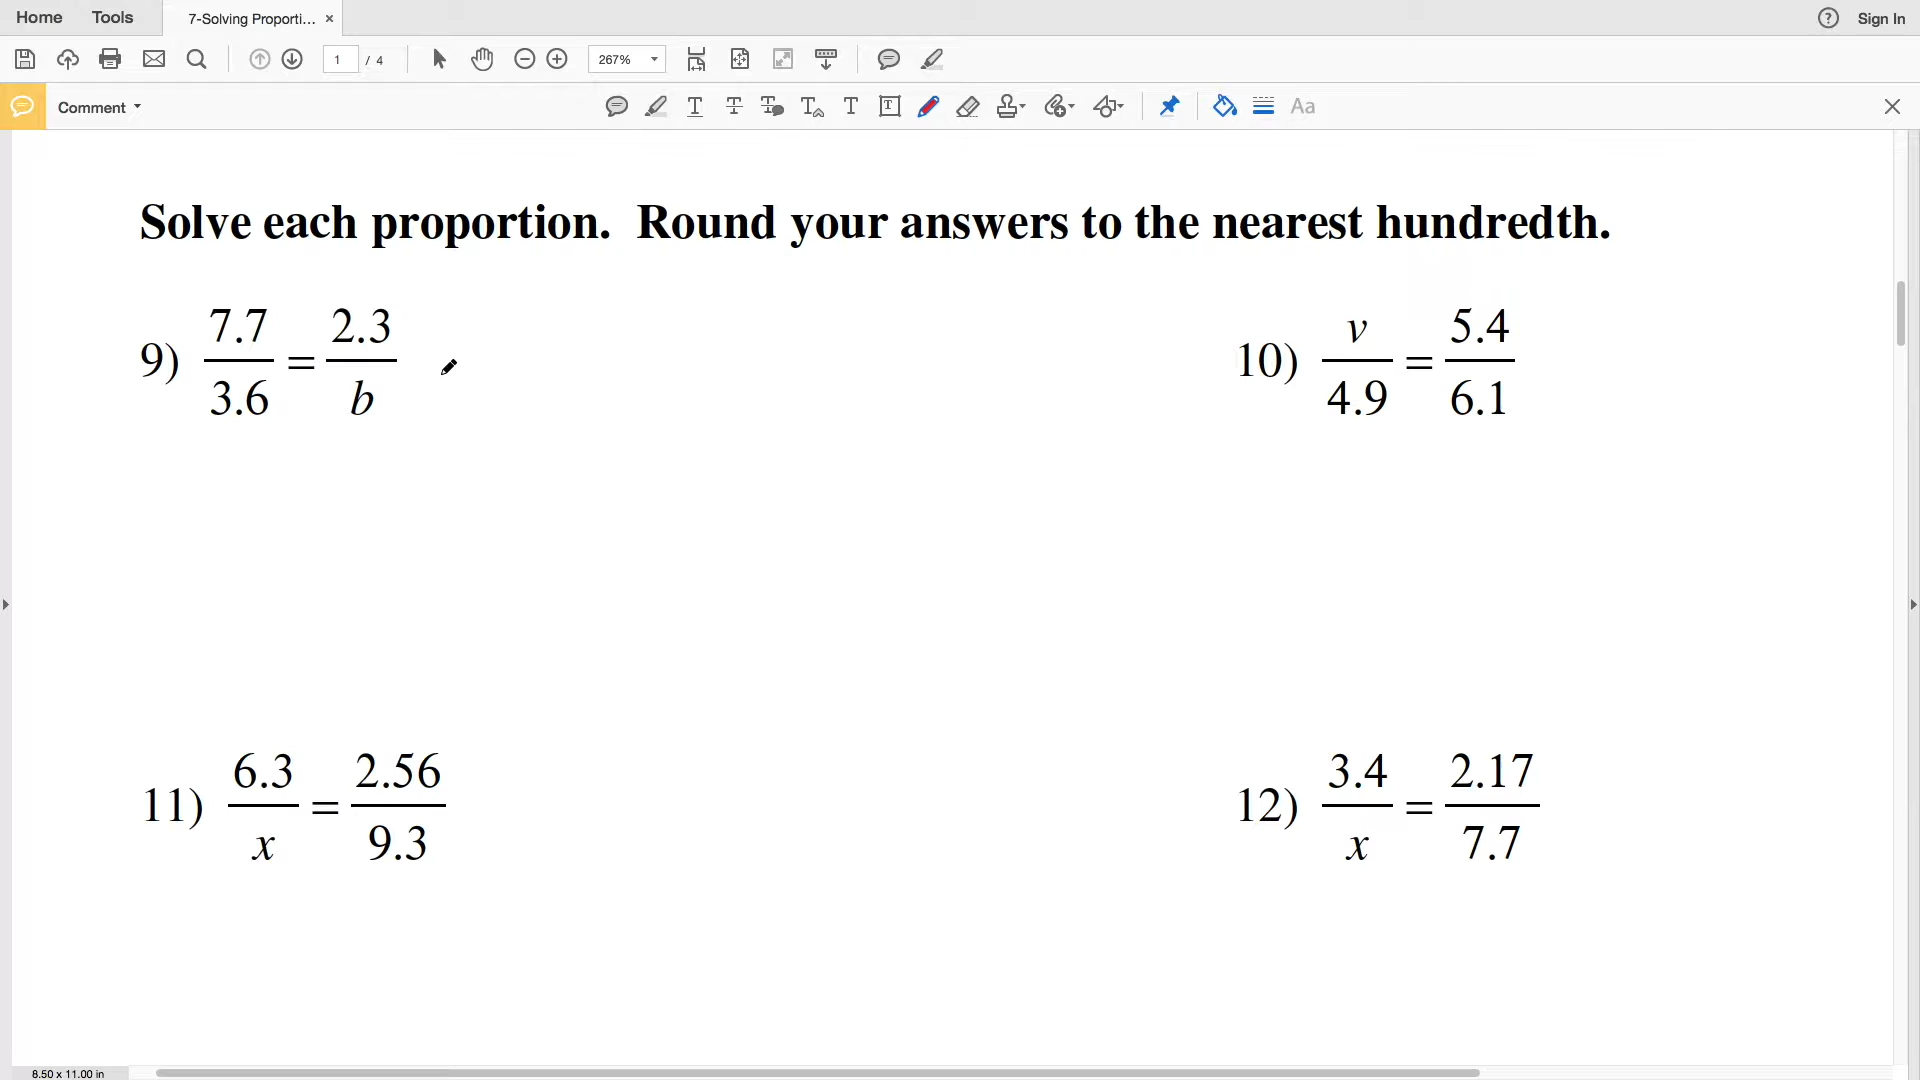 Home Tools 7-Solving Proporti... × ? Sign In
1 / 4 267%
Comment T T T T T T Aa
Solve each proportion. Round your answers to the nearest hundredth.
9) 7.7/3.6 = 2.3/b
10) v/4.9 = 5.4/6.1
11) 6.3/x = 2.56/9.3
12) 3.4/x = 2.17/7.7
8.50 x 11.00 in